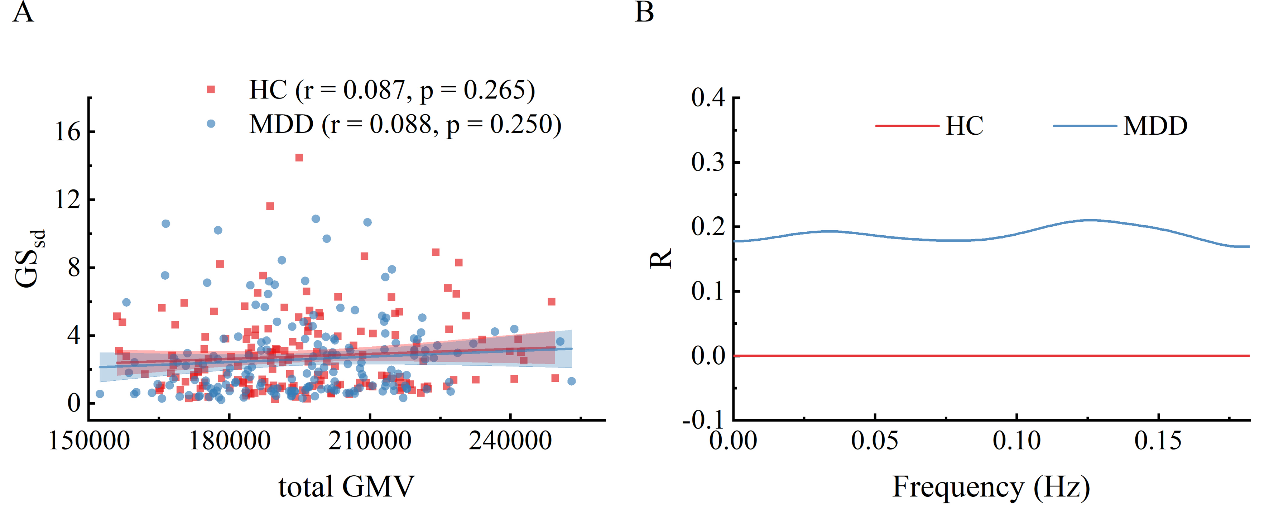 A
HC (r = 0.087, p = 0.265)
MDD (r = 0.088, p = 0.250)
16
12
8
4
0
GSsd
150000 180000 210000 240000
total GMV
B
HC MDD
0.4
0.3
0.2
0.1
0.0
-0.1
R
0.00 0.05 0.10 0.15
Frequency (Hz)